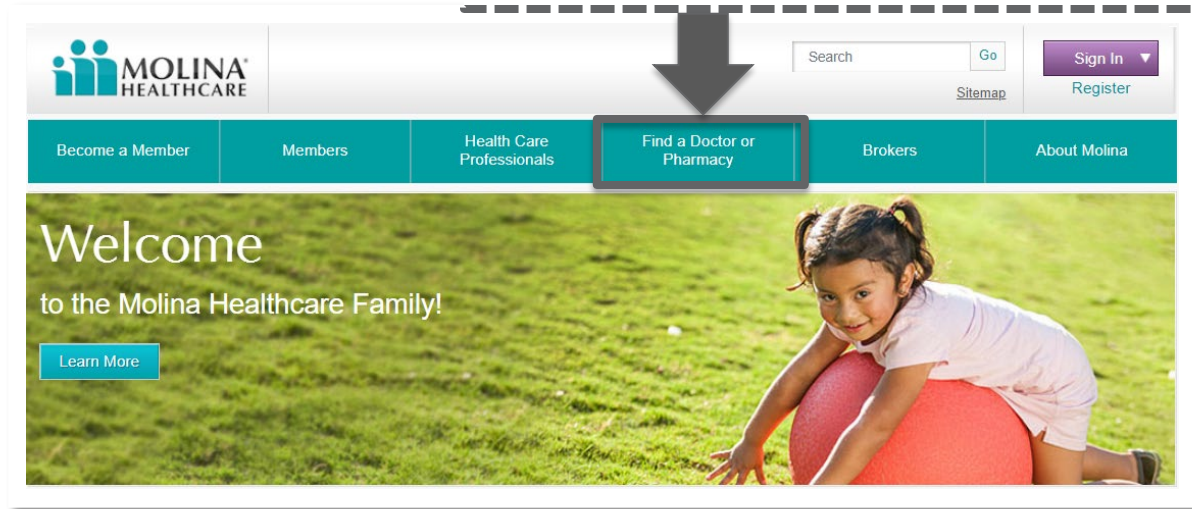 MOLINA®
HEALTHCARE
Search
Go
Sitemap
Sign In ▼
Register
Become a Member
Members
Health Care
Professionals
Find a Doctor or
Pharmacy
Brokers
About Molina
Welcome
to the Molina Healthcare Family!
Learn More